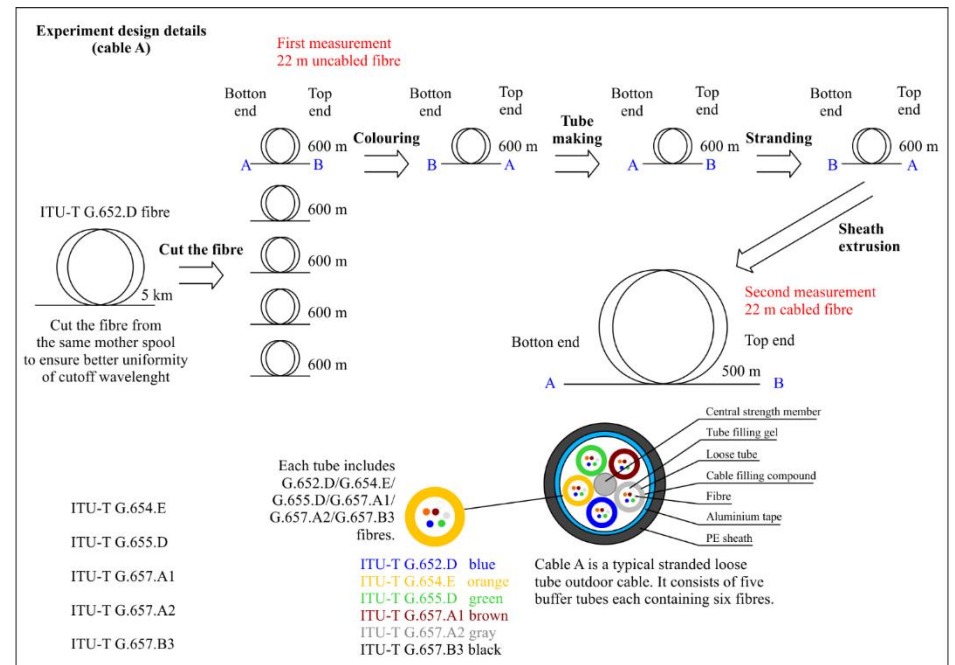 Experiment design details
(cable A)
First measurement
22 m uncabled fibre
Botton
end
Top
end
Botton
end
Top
end
Botton
end
Top
end
Botton
end
Top
end
600 m
Colouring
600 m
Tube
making
600 m
Stranding
600 m
A
B
B
A
A
B
B
A
600 m
600 m
600 m
600 m
ITU-T G.652.D fibre
Cut the fibre
5 km
Cut the fibre from
the same mother spool
to ensure better uniformity
of cutoff wavelenght
Sheath
extrusion
Second measurement
22 m cabled fibre
Botton end
Top end
500 m
A
B
Central strength member
Tube filling gel
Loose tube
Cable filling compound
Fibre
Aluminium tape
PE sheath
Each tube includes
G.652.D/G.654.E/
G.655.D/G.657.A1/
G.657.A2/G.657.B3
fibres.
ITU-T G.654.E
ITU-T G.655.D
ITU-T G.657.A1
ITU-T G.657.A2
ITU-T G.657.B3
ITU-T G.652.D blue
ITU-T G.654.E orange
ITU-T G.655.D green
ITU-T G.657.A1 brown
ITU-T G.657.A2 gray
ITU-T G.657.B3 black
Cable A is a typical stranded loose
tube outdoor cable. It consists of five
buffer tubes each containing six fibres.